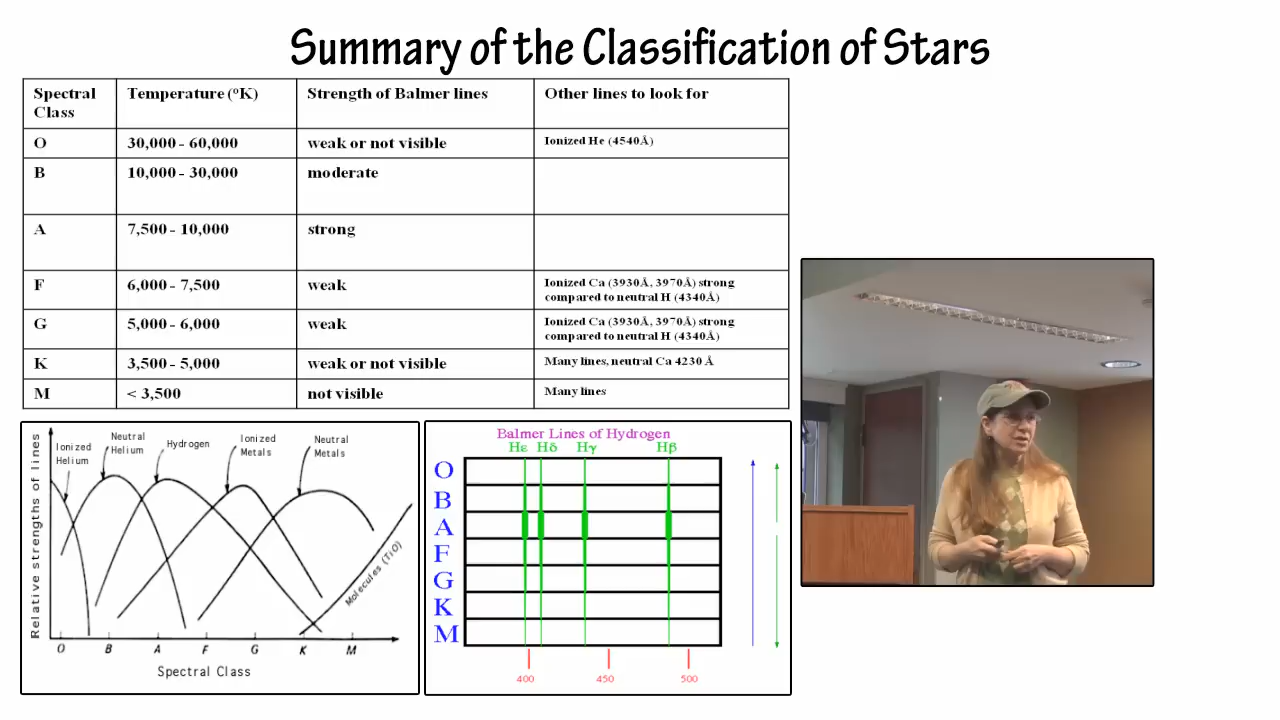 Summary of the Classification of Stars
Spectral Class Temperature (°K) Strength of Balmer lines Other lines to look for
O 30,000 - 60,000 weak or not visible Ionized He (4540Å)
B 10,000 - 30,000 moderate
A 7,500 - 10,000 strong
F 6,000 - 7,500 weak Ionized Ca (3930Å, 3970Å) strong compared to neutral H (4340Å)
G 5,000 - 6,000 weak Ionized Ca (3930Å, 3970Å) strong compared to neutral H (4340Å)
K 3,500 - 5,000 weak or not visible Many lines, neutral Ca 4230 Å
M < 3,500 not visible Many lines
Relative strengths of lines
Ionized Helium
Neutral Helium
Hydrogen
Ionized Metals
Neutral Metals
Molecules (TiO)
O B A F G K M
Spectral Class
Balmer Lines of Hydrogen
Hε Hδ Hγ Hβ
O
B
A
F
G
K
M
400 450 500